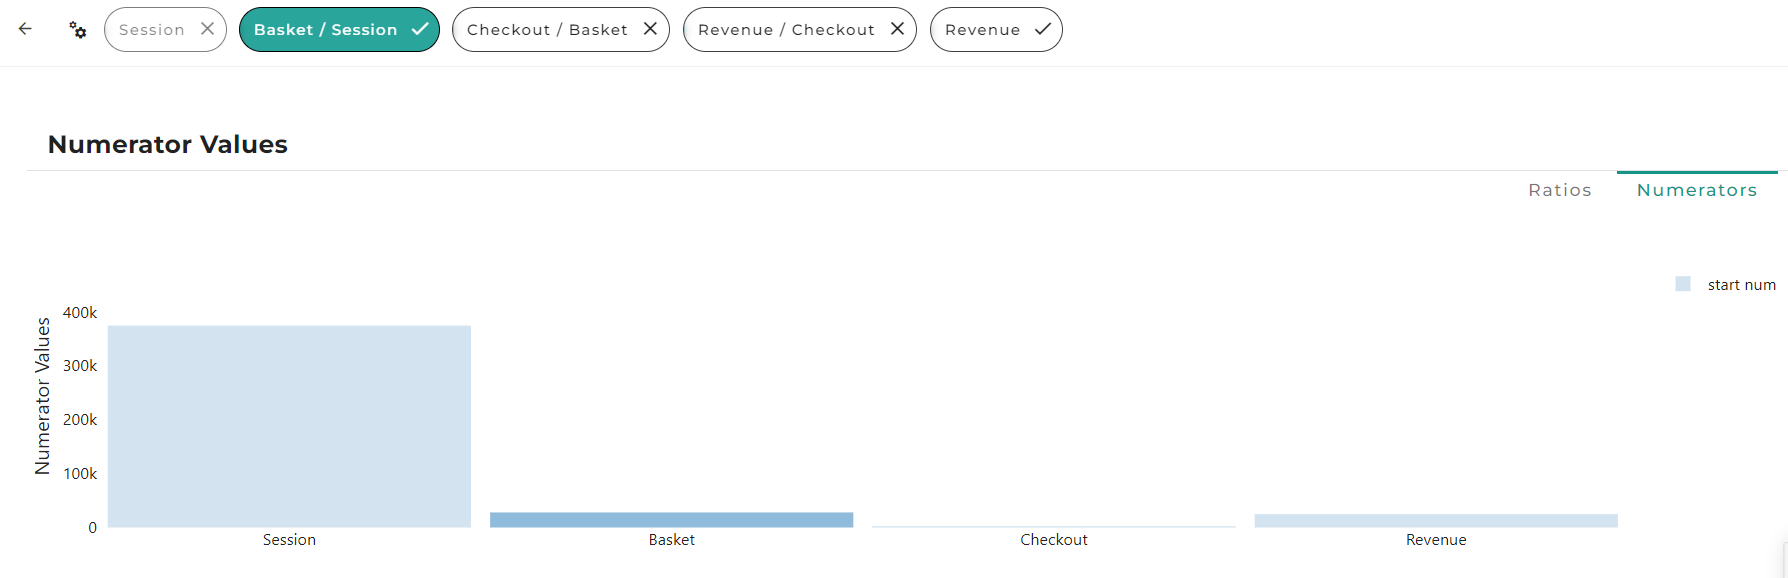 Session
Basket / Session
Checkout / Basket
Revenue / Checkout
Revenue
Numerator Values
Ratios
Numerators
start num
Numerator Values
400k
300k
200k
100k
0
Session
Basket
Checkout
Revenue